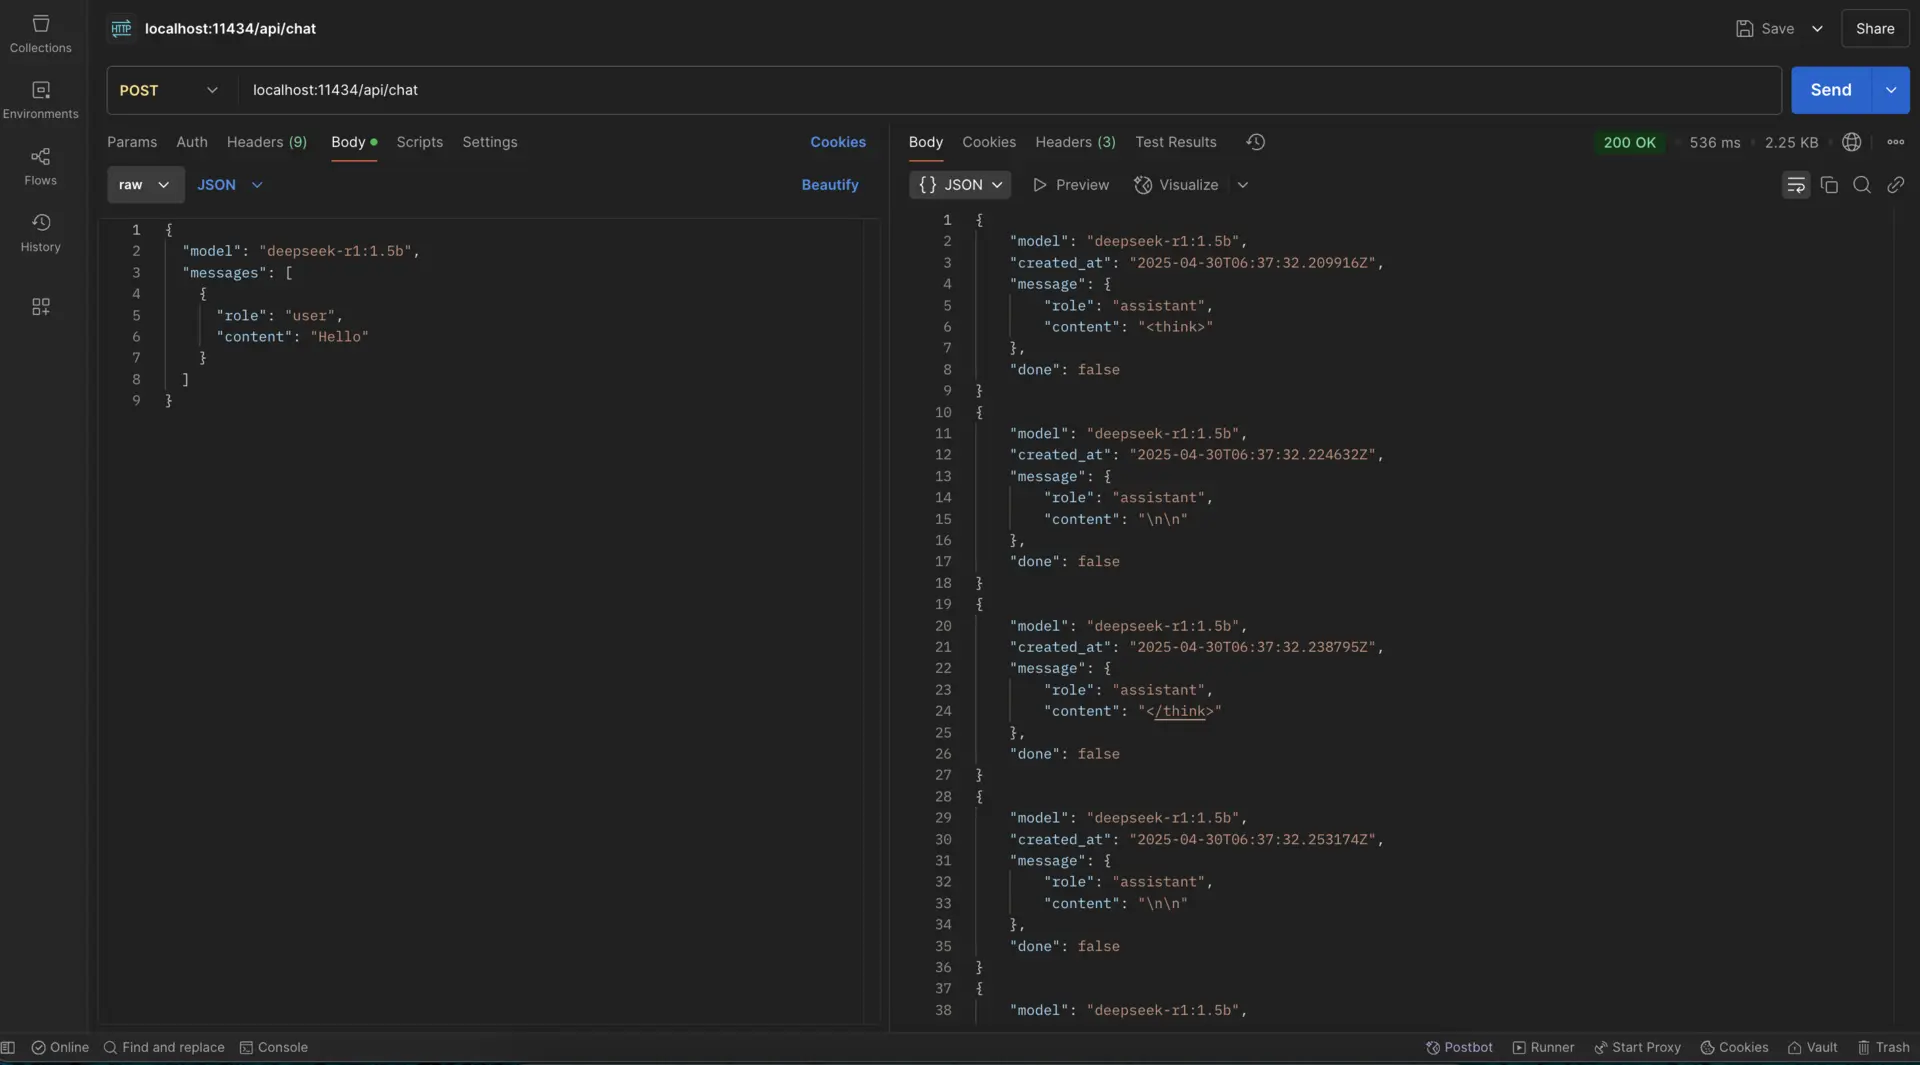 Collections
Environments
Flows
History
HTTP
localhost:11434/api/chat
Save
Share
POST
localhost:11434/api/chat
Send
Params Auth Headers (9) Body Scripts Settings Cookies
raw JSON Beautify
1 {
2 "model": "deepseek-r1:1.5b",
3 "messages": [
4 {
5 "role": "user",
6 "content": "Hello"
7 }
8 ]
9 }
Body Cookies Headers (3) Test Results 200 OK 536 ms 2.25 KB
{} JSON Preview Visualize
1 {
2 "model": "deepseek-r1:1.5b",
3 "created_at": "2025-04-30T06:37:32.209916Z",
4 "message": {
5 "role": "assistant",
6 "content": "<think>"
7 },
8 "done": false
9 }
10 {
11 "model": "deepseek-r1:1.5b",
12 "created_at": "2025-04-30T06:37:32.224632Z",
13 "message": {
14 "role": "assistant",
15 "content": "\n\n"
16 },
17 "done": false
18 }
19 {
20 "model": "deepseek-r1:1.5b",
21 "created_at": "2025-04-30T06:37:32.238795Z",
22 "message": {
23 "role": "assistant",
24 "content": "</think>"
25 },
26 "done": false
27 }
28 {
29 "model": "deepseek-r1:1.5b",
30 "created_at": "2025-04-30T06:37:32.253174Z",
31 "message": {
32 "role": "assistant",
33 "content": "\n\n"
34 },
35 "done": false
36 }
37 {
38 "model": "deepseek-r1:1.5b",
Online Find and replace Console Postbot Runner Start Proxy Cookies Vault Trash